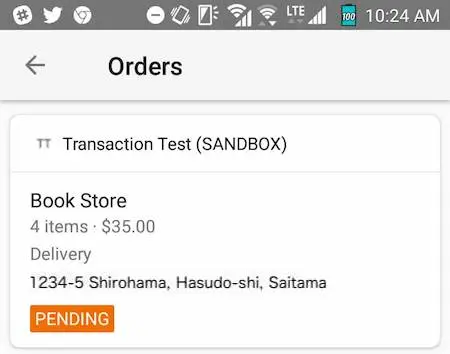 LTE 100 10:24 AM
Orders
TT Transaction Test (SANDBOX)
Book Store
4 items · $35.00
Delivery
1234-5 Shirohama, Hasudo-shi, Saitama
PENDING